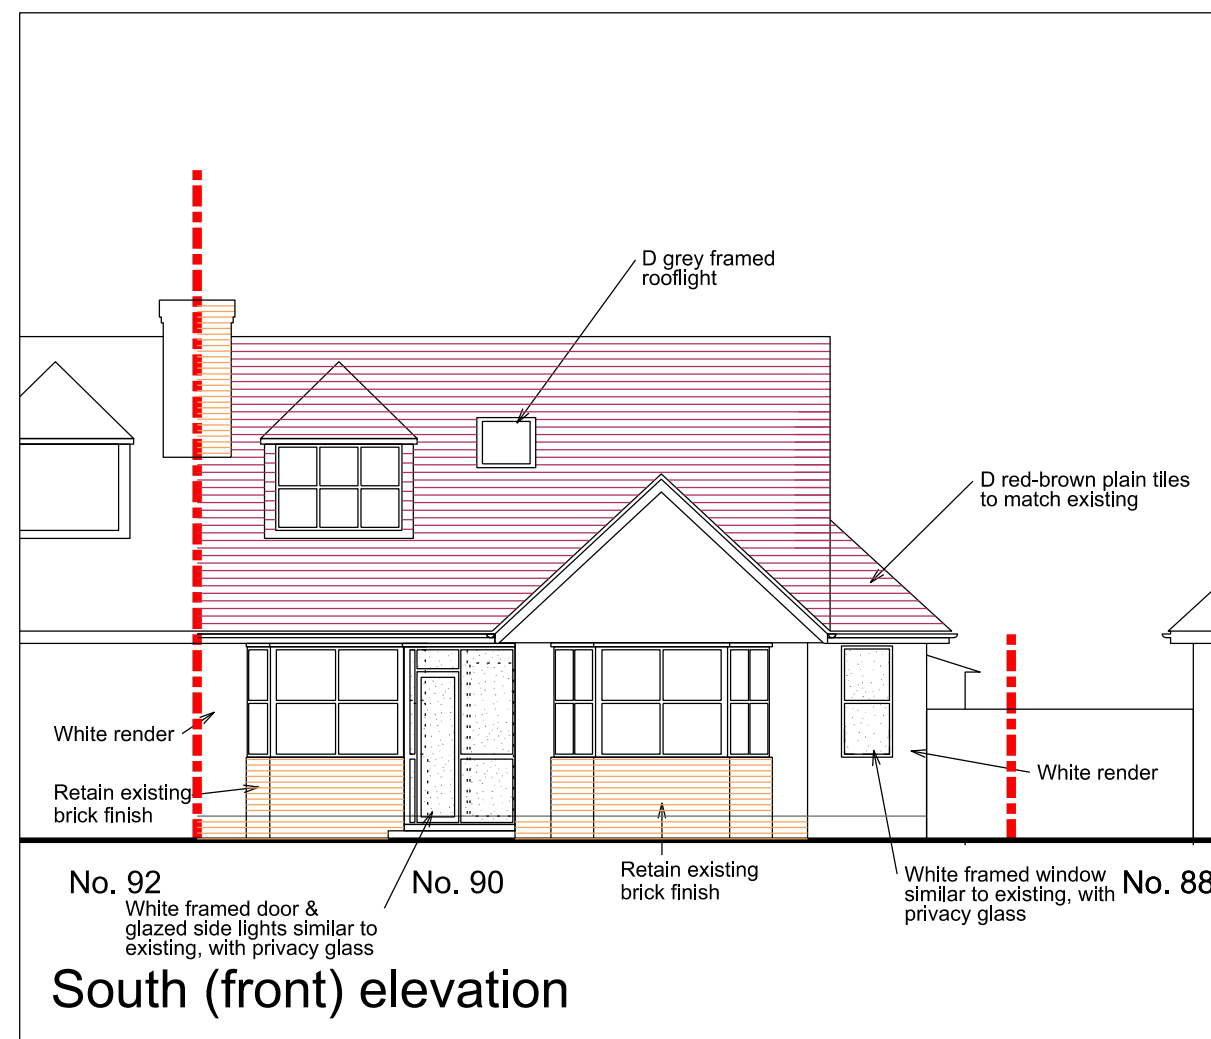 D grey framed
rooflight
D red-brown plain tiles
to match existing
White render
Retain existing
brick finish
White render
Retain existing
brick finish
White framed window
similar to existing, with
privacy glass
No. 92
No. 90
No. 88
White framed door &
glazed side lights similar to
existing, with privacy glass
South (front) elevation